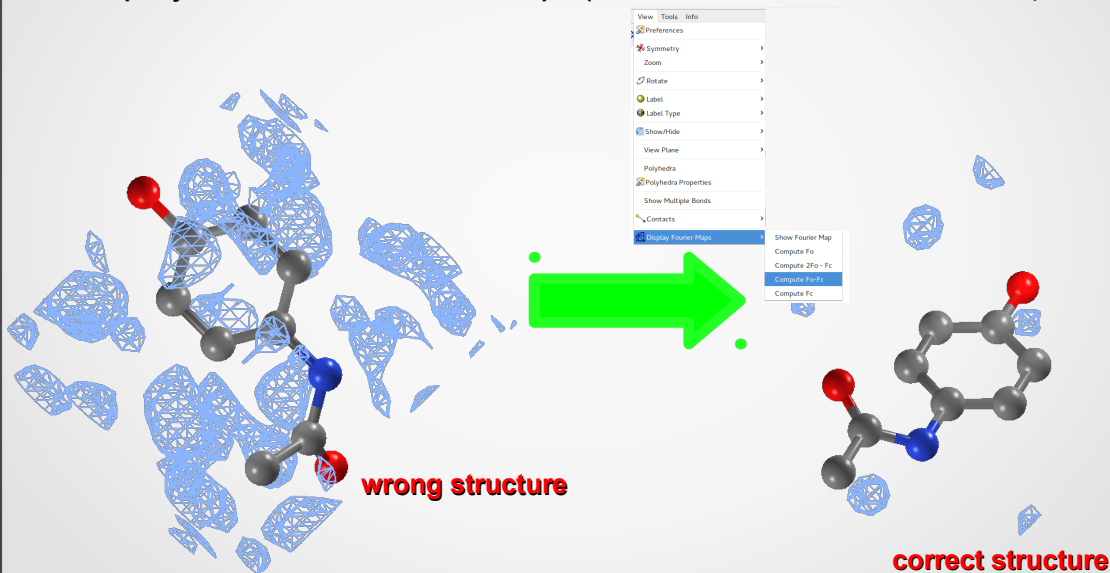 View Tools Info
Preferences
Symmetry
Zoom
Rotate
Label
Label Type
Show/Hide
View Plane
Polyhedra
Polyhedra Properties
Show Multiple Bonds
Contacts
Display Fourier Maps
Show Fourier Map
Compute Fo
Compute 2Fo - Fc
Compute Fo-Fc
Compute Fc
wrong structure
correct structure